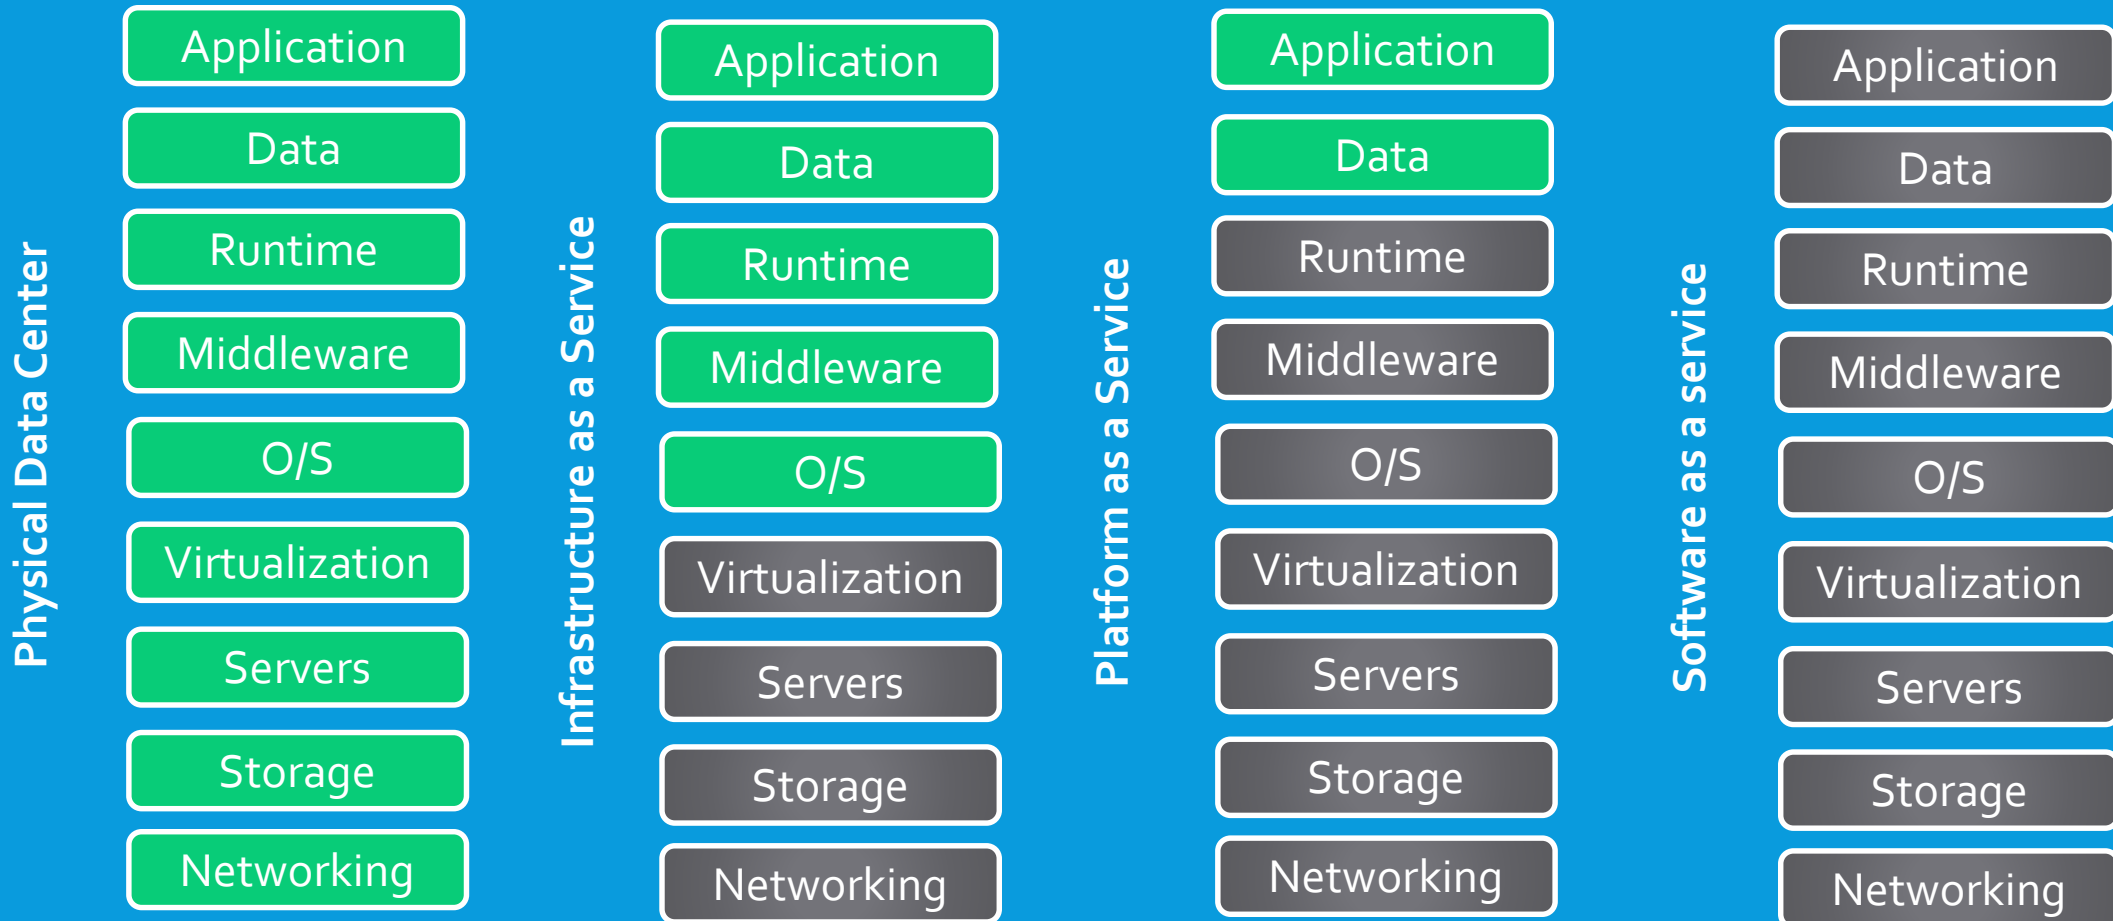 Physical Data Center
Application
Data
Runtime
Middleware
O/S
Virtualization
Servers
Storage
Networking
Infrastructure as a Service
Application
Data
Runtime
Middleware
O/S
Virtualization
Servers
Storage
Networking
Platform as a Service
Application
Data
Runtime
Middleware
O/S
Virtualization
Servers
Storage
Networking
Software as a service
Application
Data
Runtime
Middleware
O/S
Virtualization
Servers
Storage
Networking